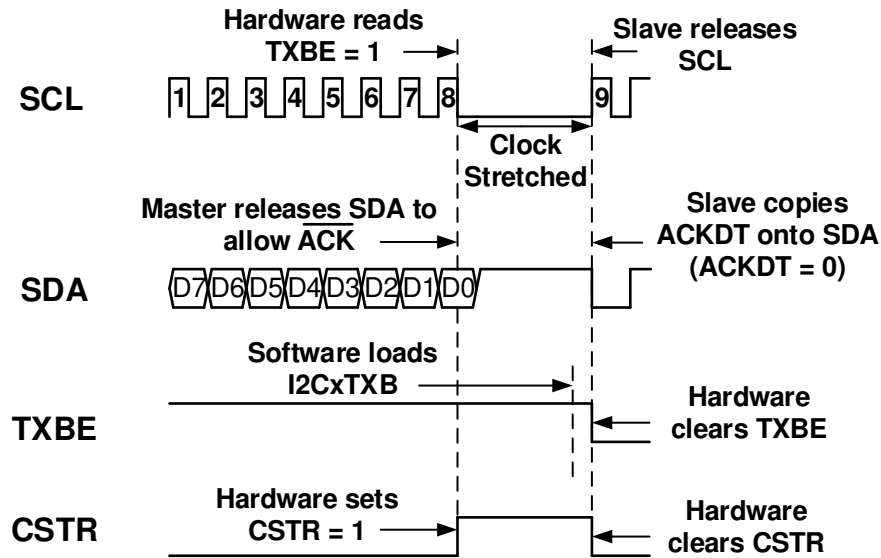 Hardware reads
TXBE = 1
Slave releases
SCL
SCL
1 2 3 4 5 6 7 8 9
Clock
Stretched
Master releases SDA to
allow ACK
Slave copies
ACKDT onto SDA
(ACKDT = 0)
SDA
D7 D6 D5 D4 D3 D2 D1 D0
Software loads
I2CxTXB
TXBE
Hardware
clears TXBE
Hardware sets
CSTR = 1
CSTR
Hardware
clears CSTR